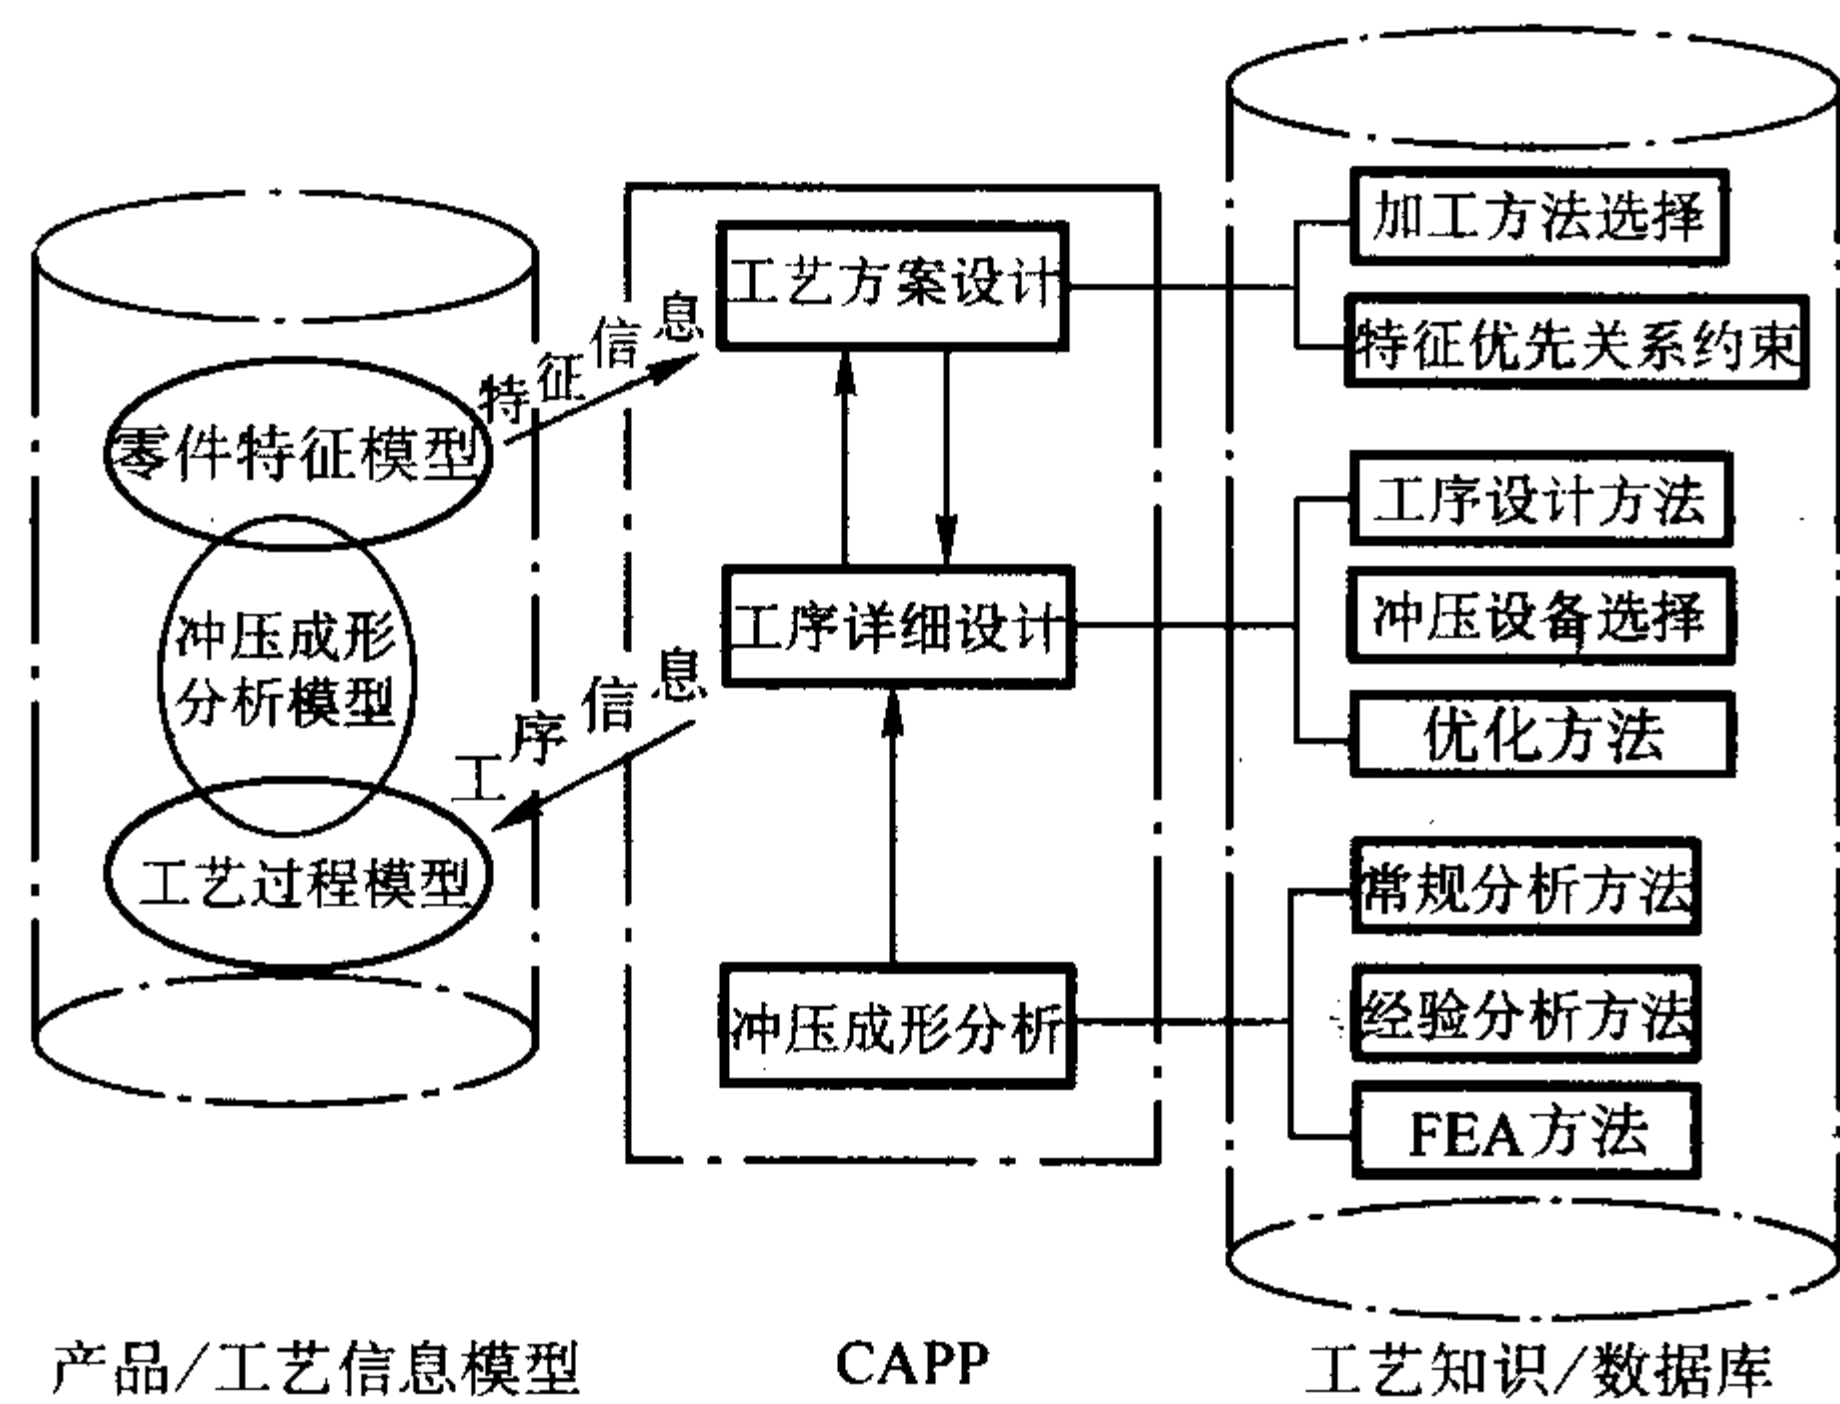 零件特征模型
冲压成形
分析模型
工艺过程模型
产品/工艺信息模型
特征信息
工序信息
工艺方案设计
工序详细设计
冲压成形分析
CAPP
加工方法选择
特征优先关系约束
工序设计方法
冲压设备选择
优化方法
常规分析方法
经验分析方法
FEA方法
工艺知识/数据库